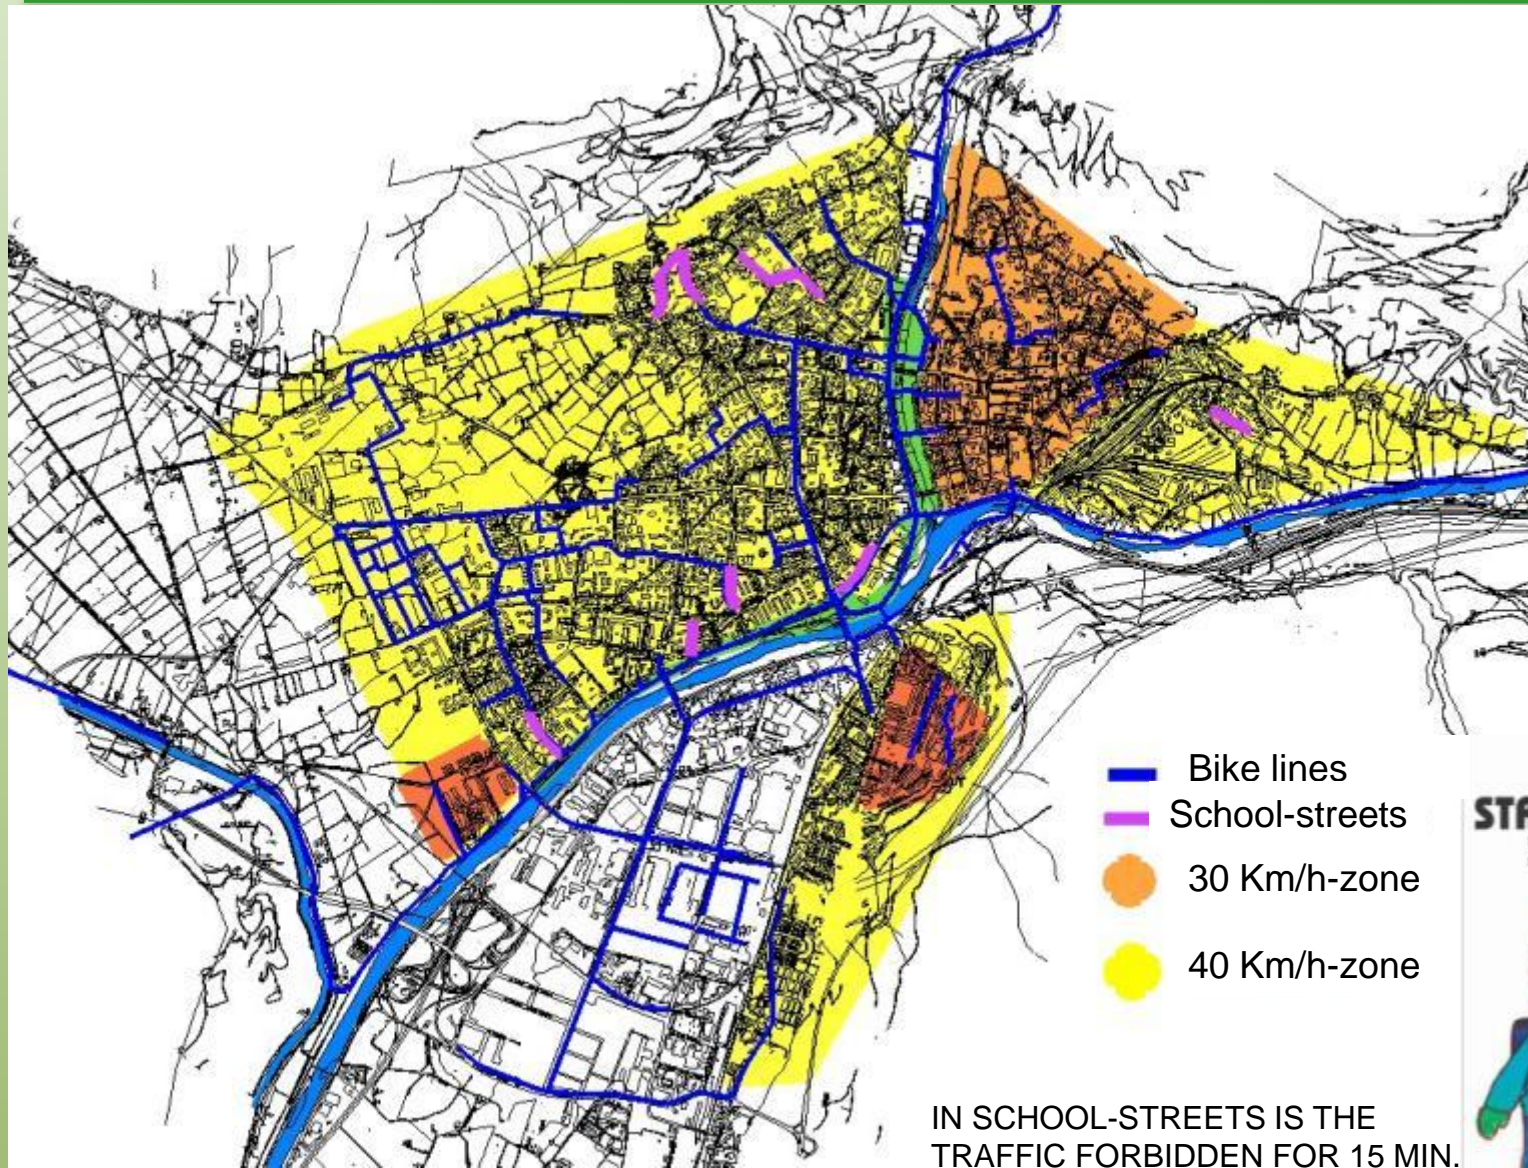 Bike lines
School-streets
30 Km/h-zone
40 Km/h-zone
IN SCHOOL-STREETS IS THE
TRAFFIC FORBIDDEN FOR 15 MIN.